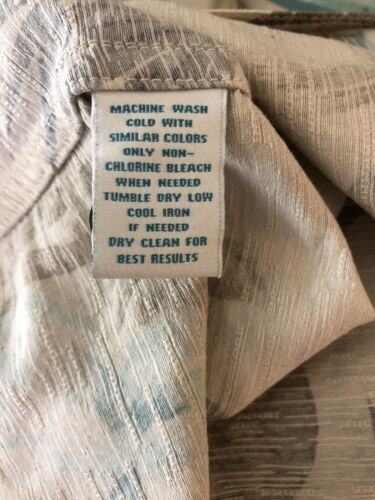 MACHINE WASH
COLD WITH
SIMILAR COLORS
ONLY NON-
CHLORINE BLEACH
WHEN NEEDED
TUMBLE DRY LOW
COOL IRON
IF NEEDED
DRY CLEAN FOR
BEST RESULTS